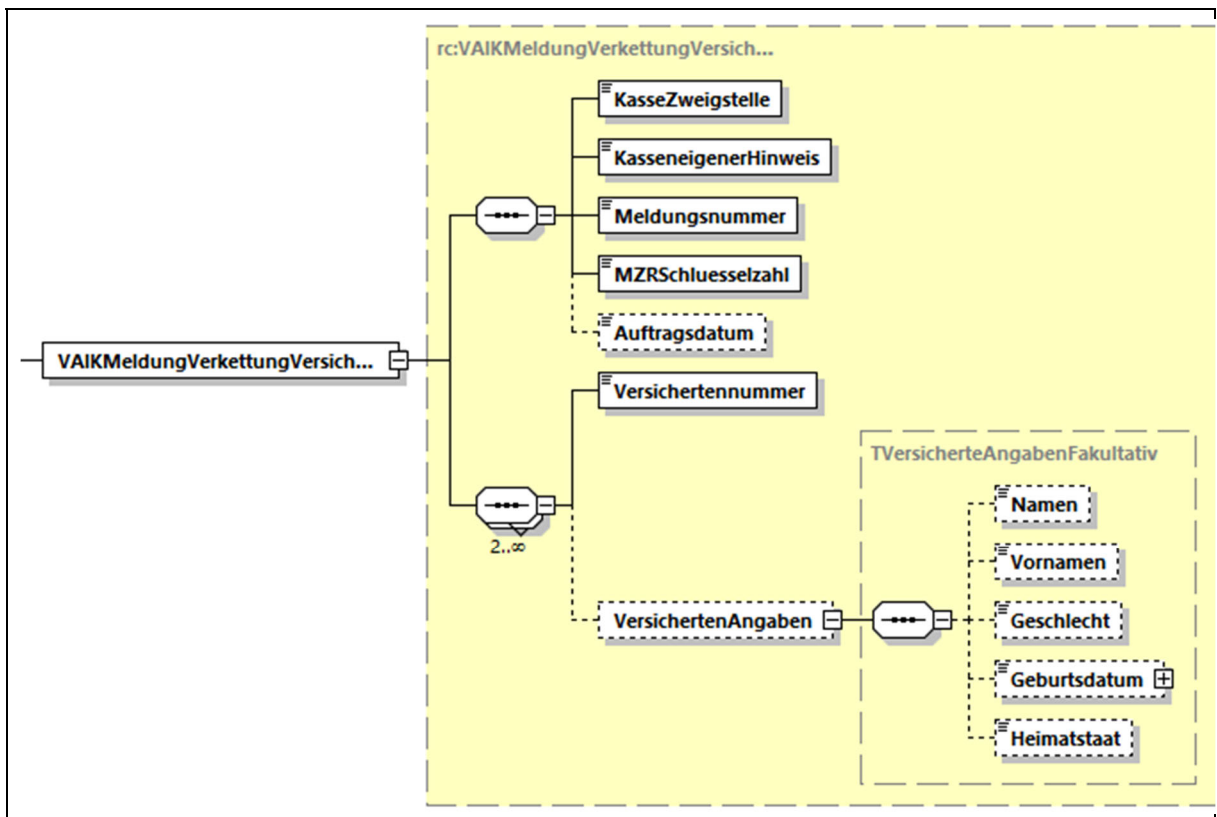 rc:VAIKMeldungVerkettungVersich...
KasseZweigstelle
KasseneigenerHinweis
Meldungsnummer
MZRSchluesselzahl
Auftragsdatum
VAIKMeldungVerkettungVersich...
Versichertennummer
TVersicherteAngabenFakultativ
Namen
2..∞
Vornamen
VersichertenAngaben
Geschlecht
Geburtsdatum
Heimatstaat